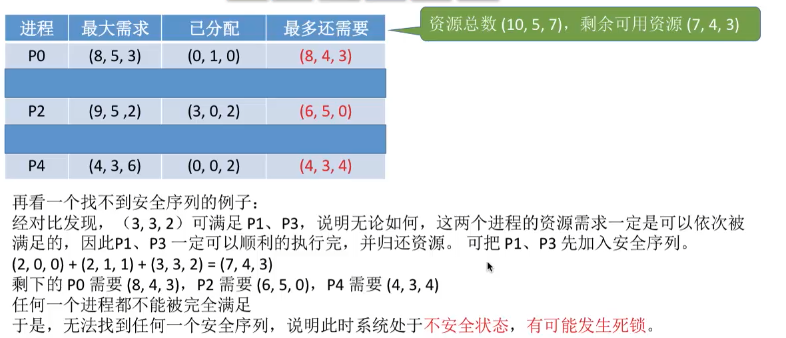 进程 最大需求 已分配 最多还需要
资源总数 (10, 5, 7)，剩余可用资源 (7, 4, 3)
P0 (8, 5, 3) (0, 1, 0) (8, 4, 3)
P2 (9, 5 ,2) (3, 0, 2) (6, 5, 0)
P4 (4, 3, 6) (0, 0, 2) (4, 3, 4)
再看一个找不到安全序列的例子：
经对比发现，（3, 3, 2）可满足 P1、P3，说明无论如何，这两个进程的资源需求一定是可以依次被
满足的，因此P1、P3 一定可以顺利的执行完，并归还资源。 可把 P1、P3 先加入安全序列。
(2, 0, 0) + (2, 1, 1) + (3, 3, 2) = (7, 4, 3)
剩下的 P0 需要 (8, 4, 3)，P2 需要 (6, 5, 0)，P4 需要 (4, 3, 4)
任何一个进程都不能被完全满足
于是，无法找到任何一个安全序列，说明此时系统处于不安全状态，有可能发生死锁。